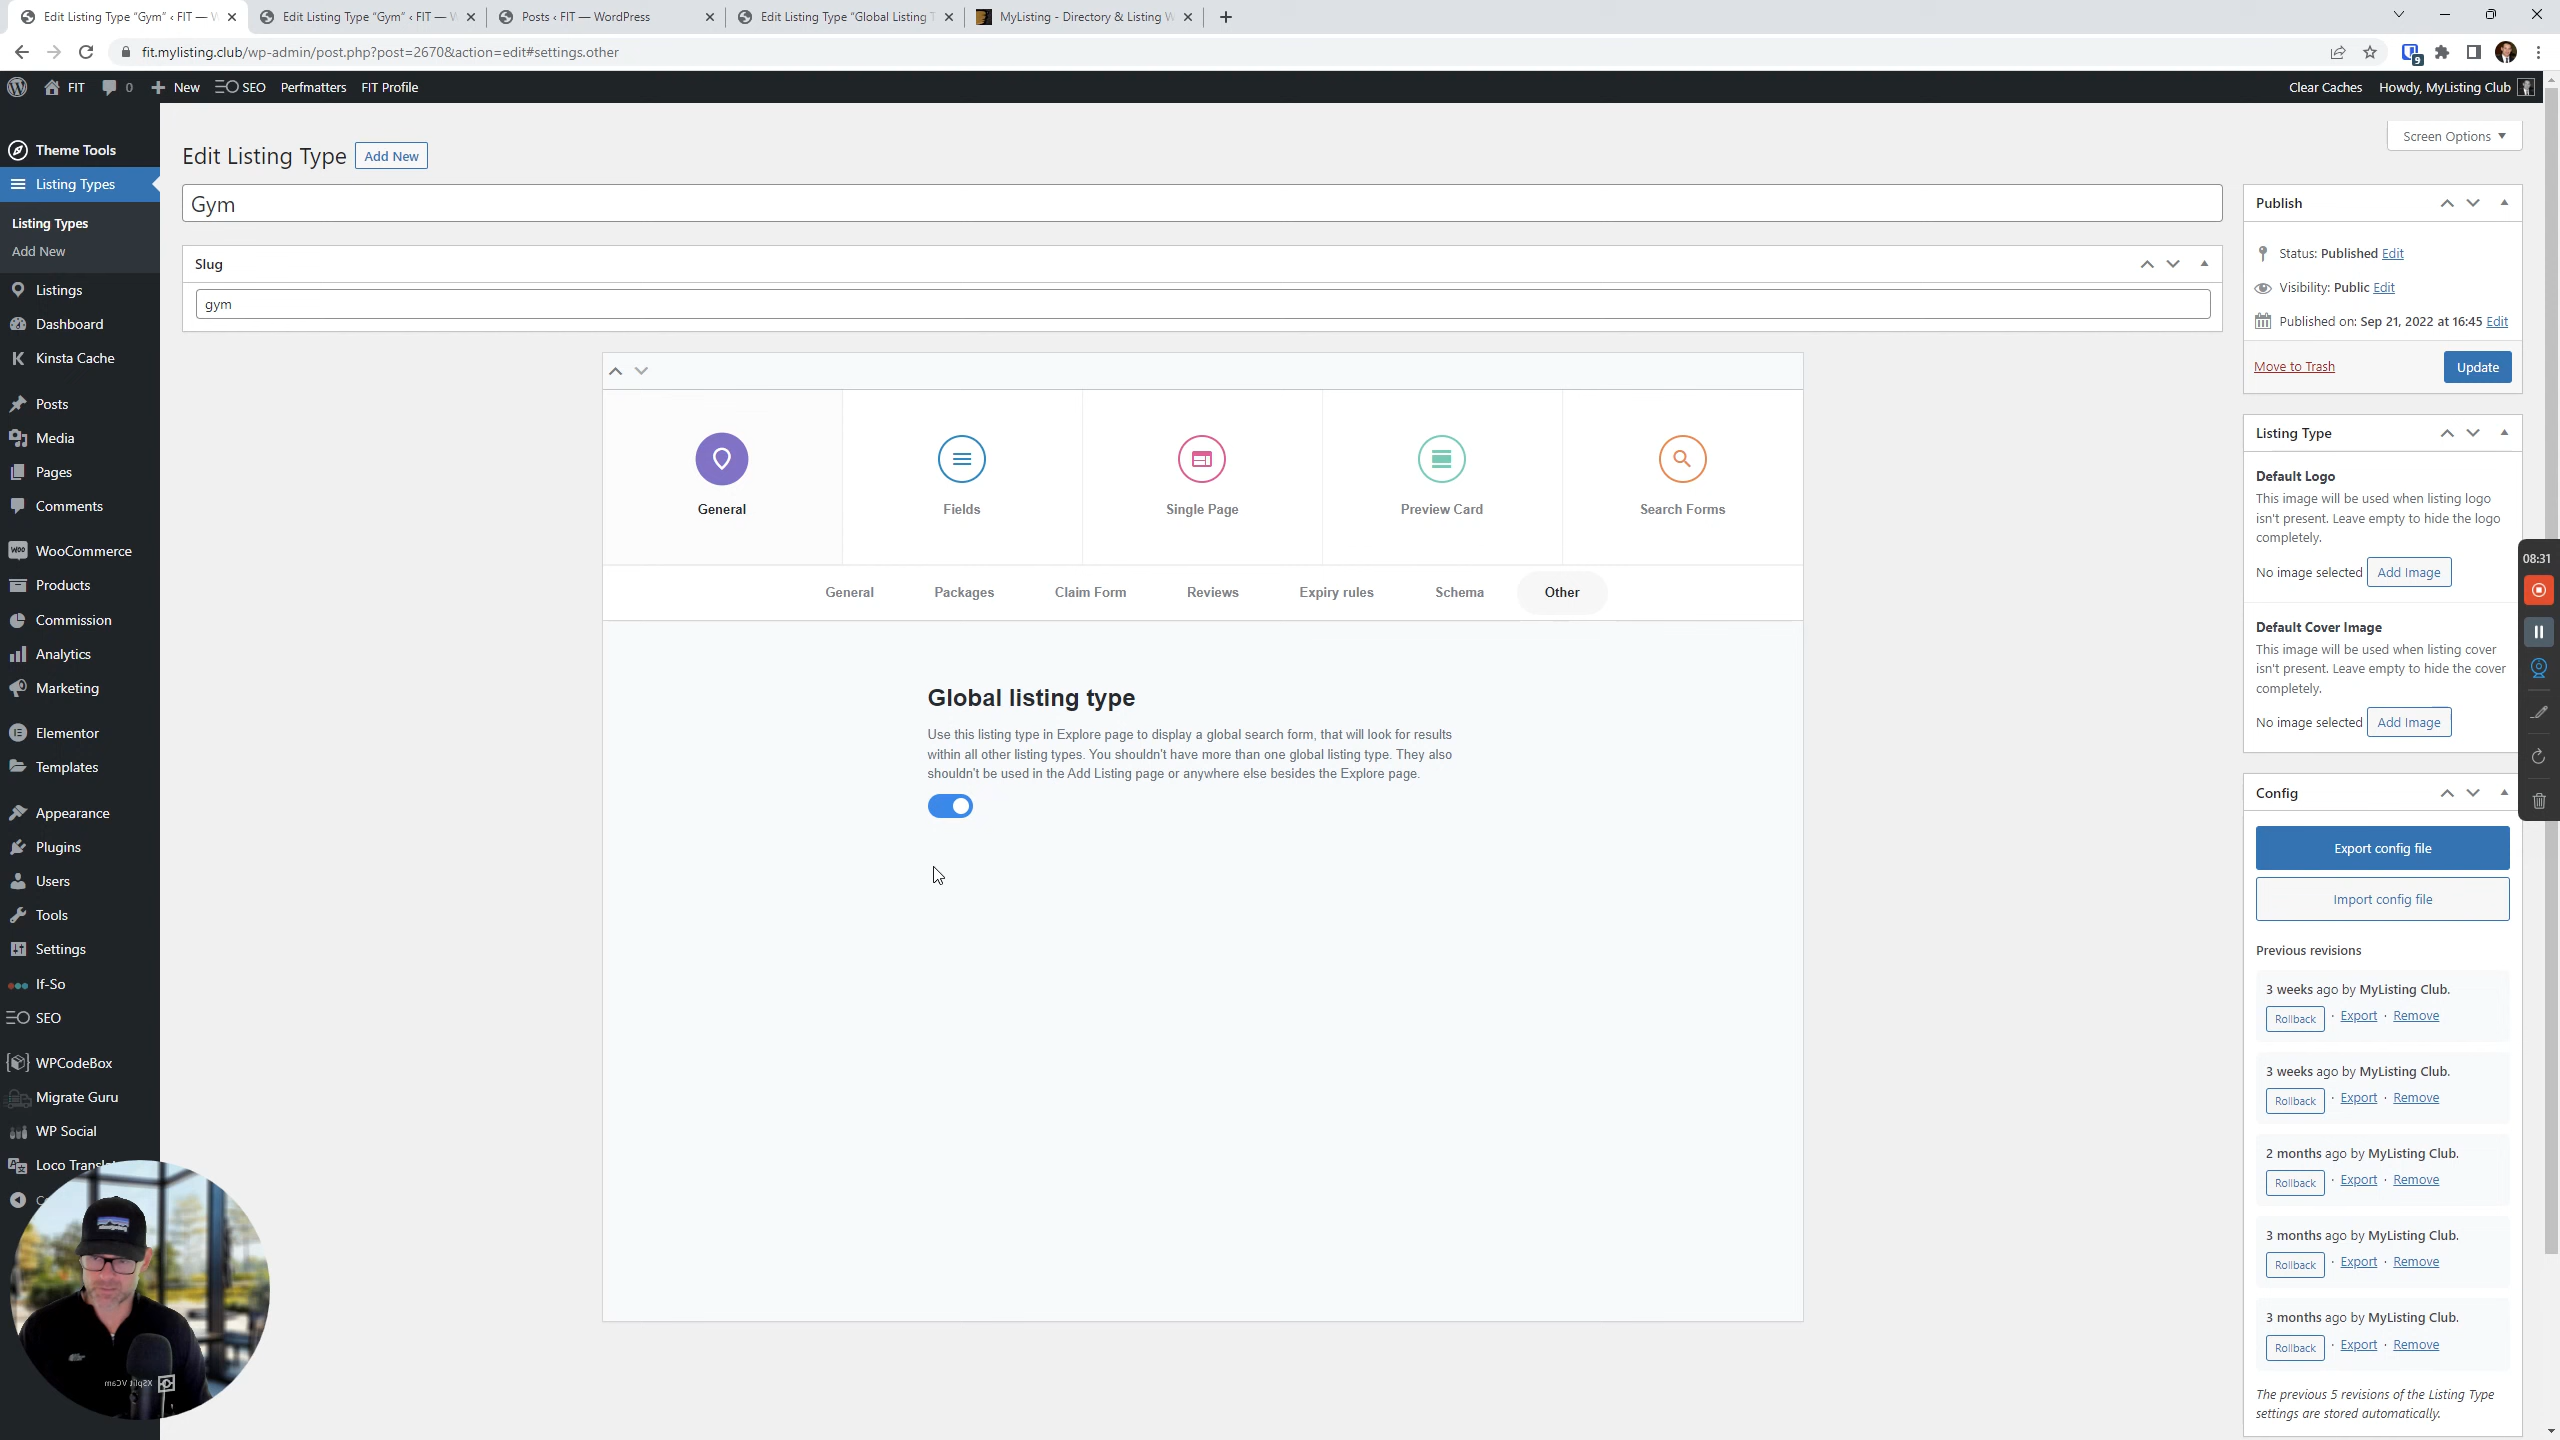 Edit Listing Type "Gym" ‹ FIT — W
Edit Listing Type "Gym" ‹ FIT — W
Posts ‹ FIT — WordPress
Edit Listing Type "Global Listing T
MyListing - Directory & Listing W
fit.mylisting.club/wp-admin/post.php?post=2670&action=edit#settings.other
9
FIT
0
New
SEO
Perfmatters
FIT Profile
Clear Caches
Howdy, MyListing Club
Theme Tools
Listing Types
Listing Types
Add New
Listings
Dashboard
Kinsta Cache
Posts
Media
Pages
Comments
WooCommerce
Products
Commission
Analytics
Marketing
Elementor
Templates
Appearance
Plugins
Users
Tools
Settings
If-So
SEO
WPCodeBox
Migrate Guru
WP Social
Loco Transla
C
XSplit VCam
Screen Options
Edit Listing Type
Add New
Gym
Slug
gym
General
Fields
Single Page
Preview Card
Search Forms
General
Packages
Claim Form
Reviews
Expiry rules
Schema
Other
Global listing type
Use this listing type in Explore page to display a global search form, that will look for results
within all other listing types. You shouldn't have more than one global listing type. They also
shouldn't be used in the Add Listing page or anywhere else besides the Explore page.
Publish
Status: Published Edit
Visibility: Public Edit
Published on: Sep 21, 2022 at 16:45 Edit
Move to Trash
Update
Listing Type
Default Logo
This image will be used when listing logo
isn't present. Leave empty to hide the logo
completely.
No image selected
Add Image
Default Cover Image
This image will be used when listing cover
isn't present. Leave empty to hide the cover
completely.
No image selected
Add Image
08:31
Config
Export config file
Import config file
Previous revisions
3 weeks ago by MyListing Club.
Rollback · Export · Remove
3 weeks ago by MyListing Club.
Rollback · Export · Remove
2 months ago by MyListing Club.
Rollback · Export · Remove
3 months ago by MyListing Club.
Rollback · Export · Remove
3 months ago by MyListing Club.
Rollback · Export · Remove
The previous 5 revisions of the Listing Type
settings are stored automatically.